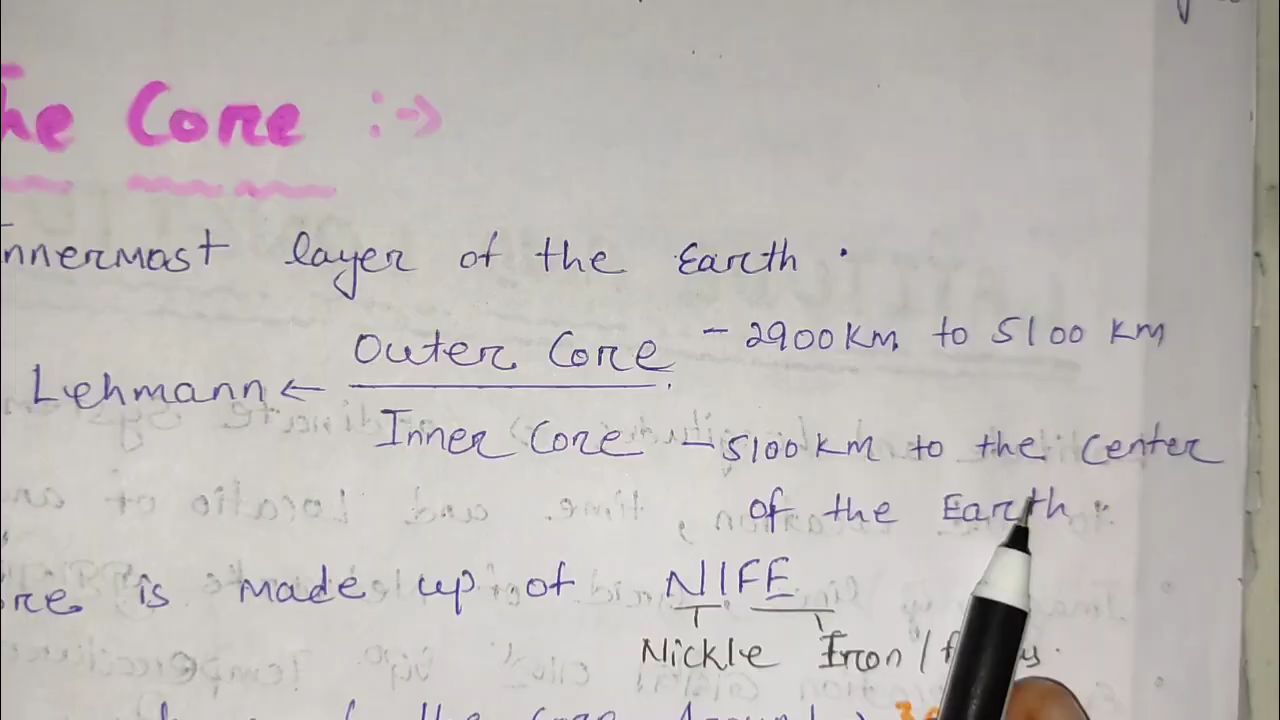 he Core :→
nnermost layer of the Earth .
Outer Core - 2900 km to 5100 km
Lehmann ←
Inner Core - 5100 km to the center
of the Earth
re is made up of NIFE
Nickle Iron /
the